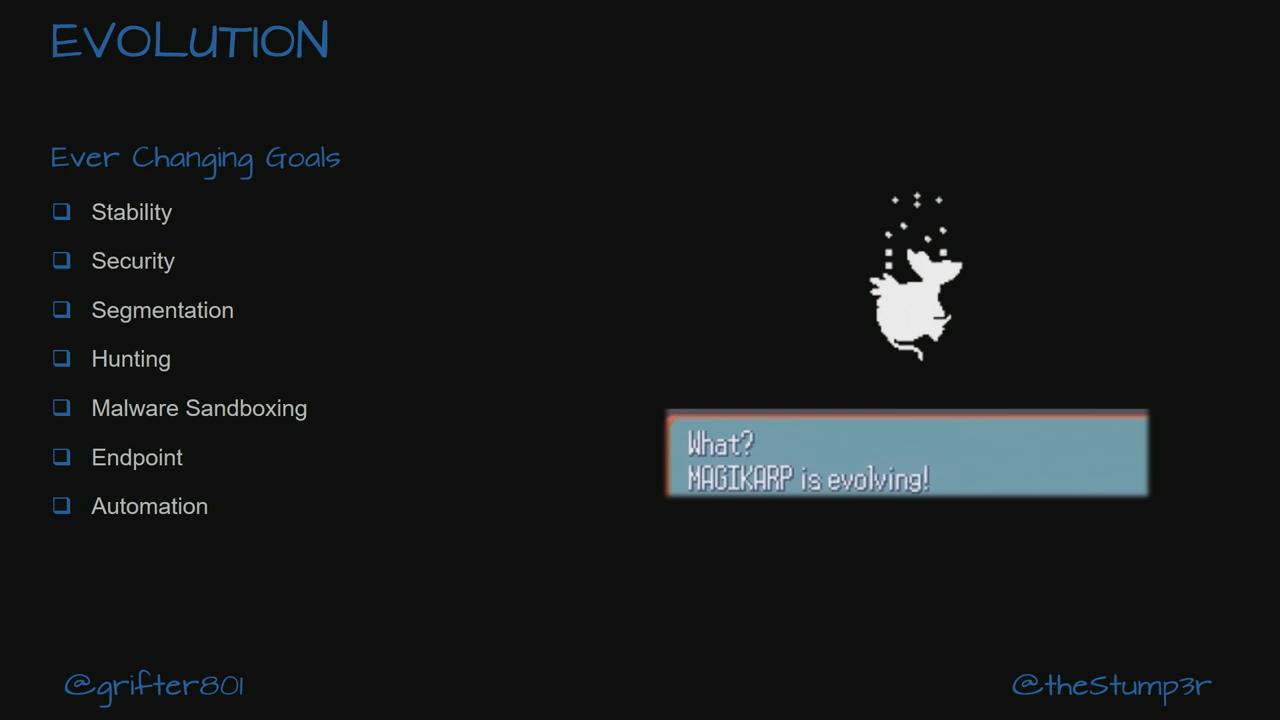 EVOLUTION
Ever Changing Goals
Stability
Security
Segmentation
Hunting
Malware Sandboxing
Endpoint
Automation
What?
MAGIKARP is evolving!
@grifter801
@theStump3r